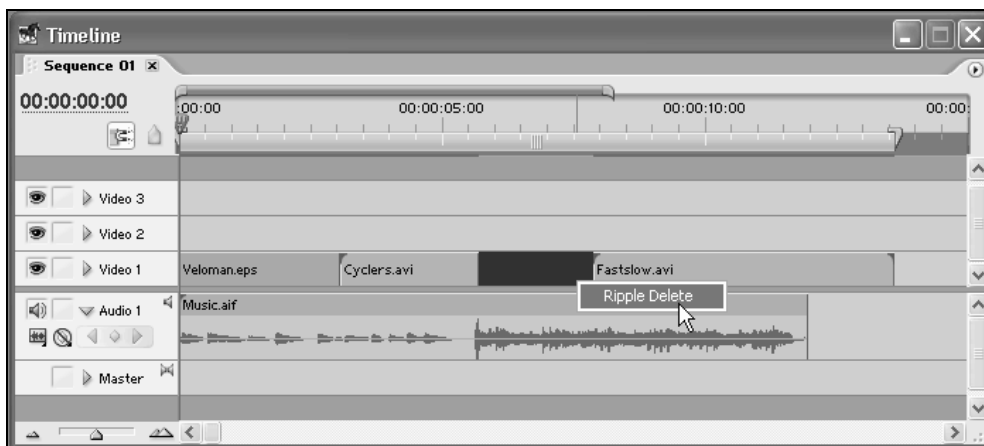 Timeline
Sequence 01
00:00:00:00
:00:00 00:00:05:00 00:00:10:00 00:00:
Video 3
Video 2
Video 1 Veloman.eps Cyclers.avi Fastslow.avi
Ripple Delete
Audio 1 Music.aif
Master